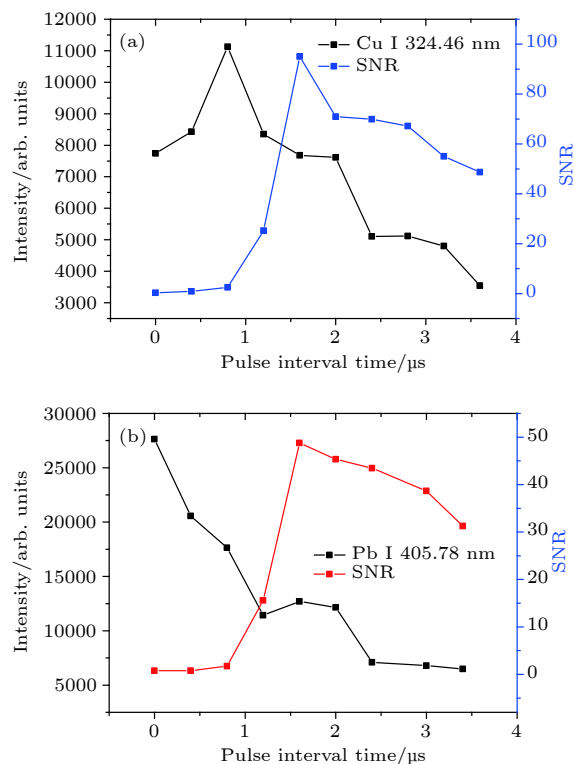 (a)
Cu I 324.46 nm
SNR
12000
11000
10000
9000
8000
7000
6000
5000
4000
3000
Intensity/arb. units
100
80
60
40
20
0
SNR
0 1 2 3 4
Pulse interval time/µs
(b)
Pb I 405.78 nm
SNR
30000
25000
20000
15000
10000
5000
Intensity/arb. units
50
40
30
20
10
0
SNR
0 1 2 3 4
Pulse interval time/µs